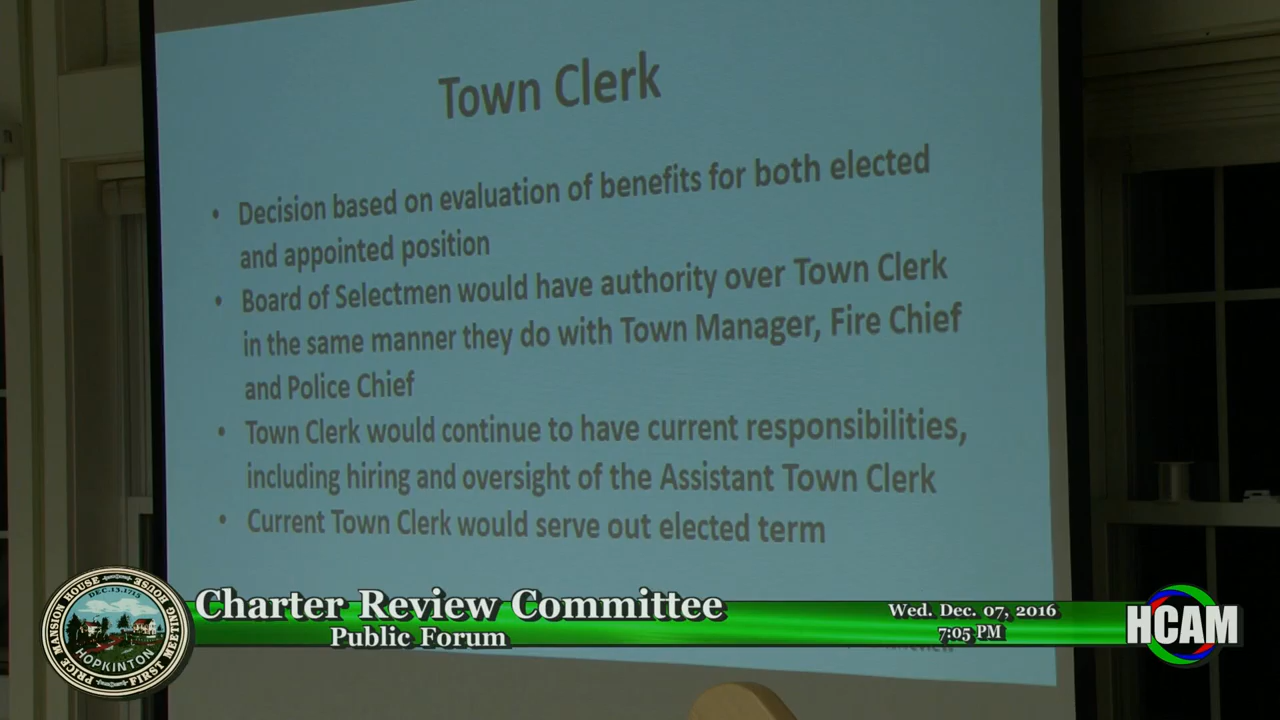 Town Clerk
• Decision based on evaluation of benefits for both elected
and appointed position
• Board of Selectmen would have authority over Town Clerk
in the same manner they do with Town Manager, Fire Chief
and Police Chief
• Town Clerk would continue to have current responsibilities,
including hiring and oversight of the Assistant Town Clerk
• Current Town Clerk would serve out elected term
Charter Review Committee
Public Forum
Wed. Dec. 07, 2016
7:05 PM
HCAM
PRICE MANSION HOUSE
FIRST MEETING HOUSE
DEC.13.1715
HOPKINTON